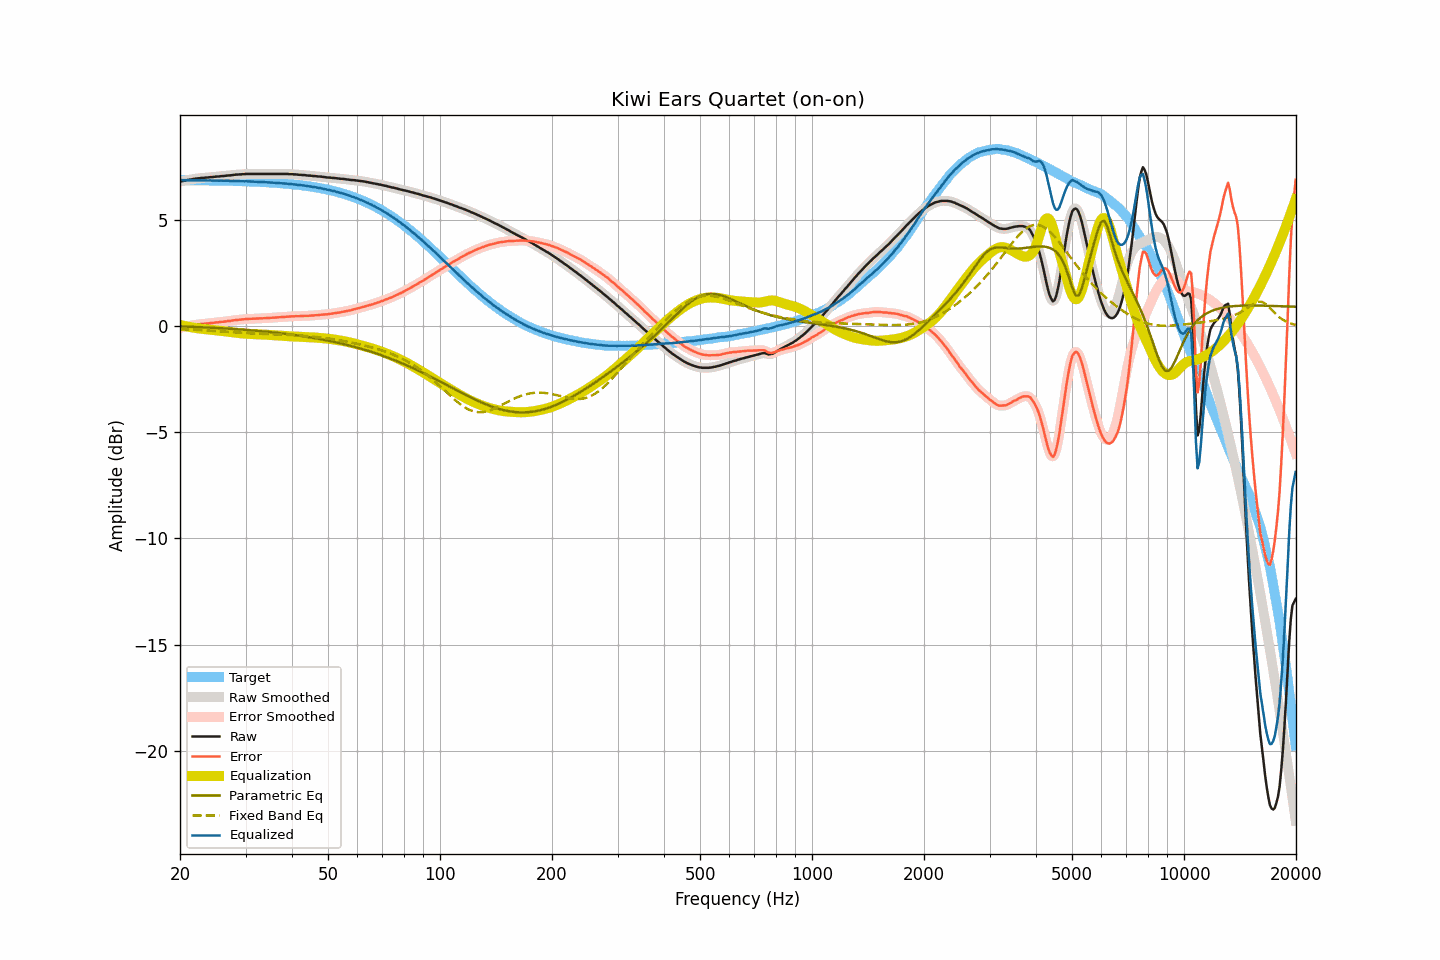 Kiwi Ears Quartet (on-on)
Amplitude (dBr)
5
0
−5
−10
−15
−20
Target
Raw Smoothed
Error Smoothed
Raw
Error
Equalization
Parametric Eq
Fixed Band Eq
Equalized
20 50 100 200 500 1000 2000 5000 10000 20000
Frequency (Hz)